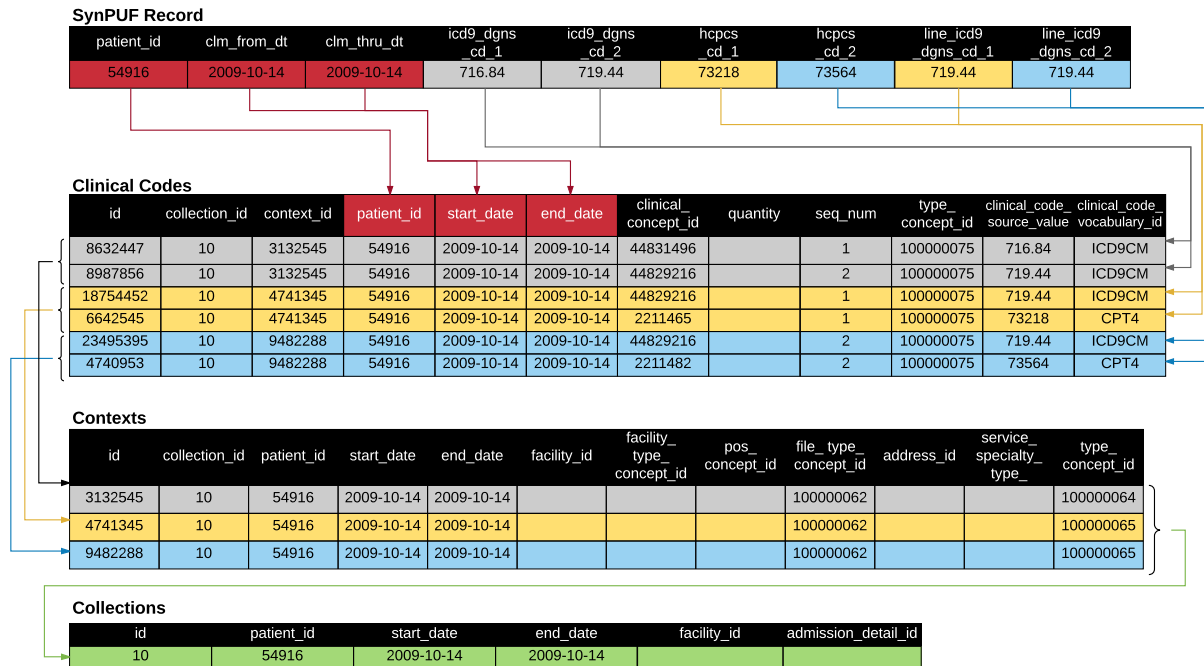 SynPUF Record
patient_id clm_from_dt clm_thru_dt icd9_dgns _cd_1 icd9_dgns _cd_2 hcpcs _cd_1 hcpcs _cd_2 line_icd9 _dgns_cd_1 line_icd9 _dgns_cd_2
54916 2009-10-14 2009-10-14 716.84 719.44 73218 73564 719.44 719.44
Clinical Codes
id collection_id context_id patient_id start_date end_date clinical_ concept_id quantity seq_num type_ concept_id clinical_code_ source_value clinical_code_ vocabulary_id
8632447 10 3132545 54916 2009-10-14 2009-10-14 44831496 1 100000075 716.84 ICD9CM
8987856 10 3132545 54916 2009-10-14 2009-10-14 44829216 2 100000075 719.44 ICD9CM
18754452 10 4741345 54916 2009-10-14 2009-10-14 44829216 1 100000075 719.44 ICD9CM
6642545 10 4741345 54916 2009-10-14 2009-10-14 2211465 1 100000075 73218 CPT4
23495395 10 9482288 54916 2009-10-14 2009-10-14 44829216 2 100000075 719.44 ICD9CM
4740953 10 9482288 54916 2009-10-14 2009-10-14 2211482 2 100000075 73564 CPT4
Contexts
id collection_id patient_id start_date end_date facility_id facility_ type_ concept_id pos_ concept_id file_ type_ concept_id address_id service_ specialty_ type_ type_ concept_id
3132545 10 54916 2009-10-14 2009-10-14 100000062 100000064
4741345 10 54916 2009-10-14 2009-10-14 100000062 100000065
9482288 10 54916 2009-10-14 2009-10-14 100000062 100000065
Collections
id patient_id start_date end_date facility_id admission_detail_id
10 54916 2009-10-14 2009-10-14